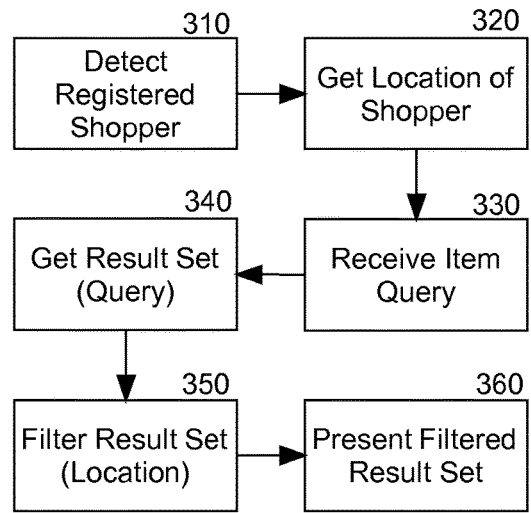 310
Detect
Registered
Shopper
320
Get Location of
Shopper
330
Receive Item
Query
340
Get Result Set
(Query)
350
Filter Result Set
(Location)
360
Present Filtered
Result Set